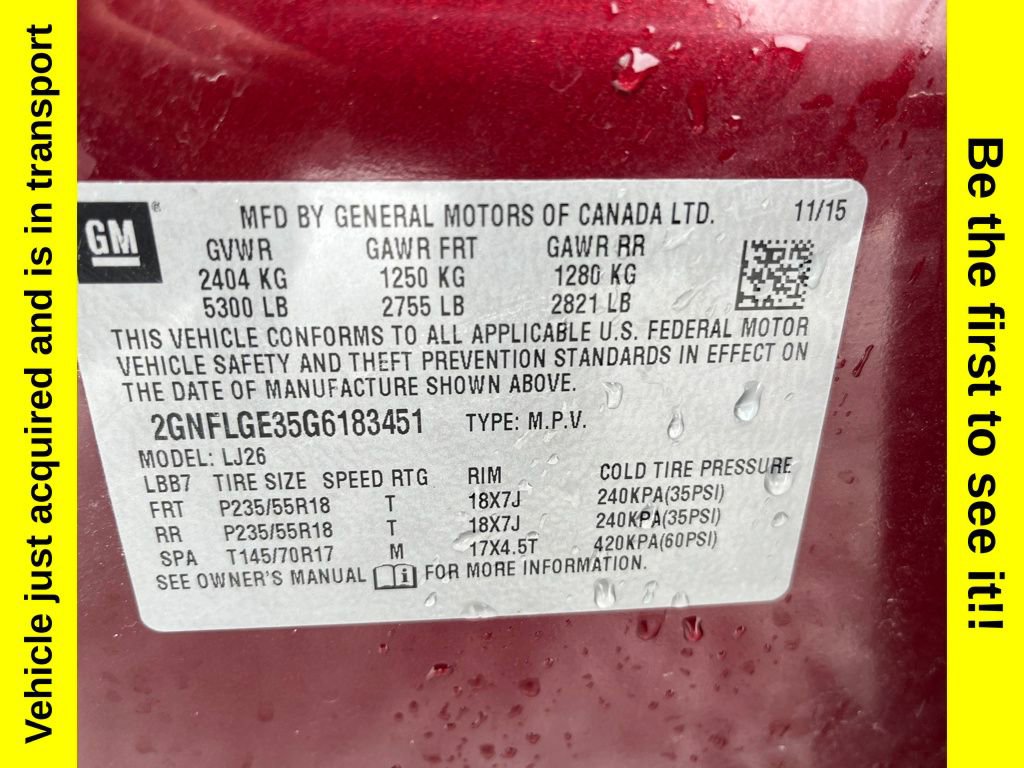 Vehicle just acquired and is in transport
GM®
MFD BY GENERAL MOTORS OF CANADA LTD. 11/15
GVWR GAWR FRT GAWR RR
2404 KG 1250 KG 1280 KG
5300 LB 2755 LB 2821 LB
THIS VEHICLE CONFORMS TO ALL APPLICABLE U.S. FEDERAL MOTOR
VEHICLE SAFETY AND THEFT PREVENTION STANDARDS IN EFFECT ON
THE DATE OF MANUFACTURE SHOWN ABOVE.
2GNFLGE35G6183451 TYPE: M.P.V.
MODEL: LJ26
LBB7 TIRE SIZE SPEED RTG RIM COLD TIRE PRESSURE
FRT P235/55R18 T 18X7J 240KPA(35PSI)
RR P235/55R18 T 18X7J 240KPA(35PSI)
SPA T145/70R17 M 17X4.5T 420KPA(60PSI)
SEE OWNER'S MANUAL i FOR MORE INFORMATION.
Be the first to see it!!